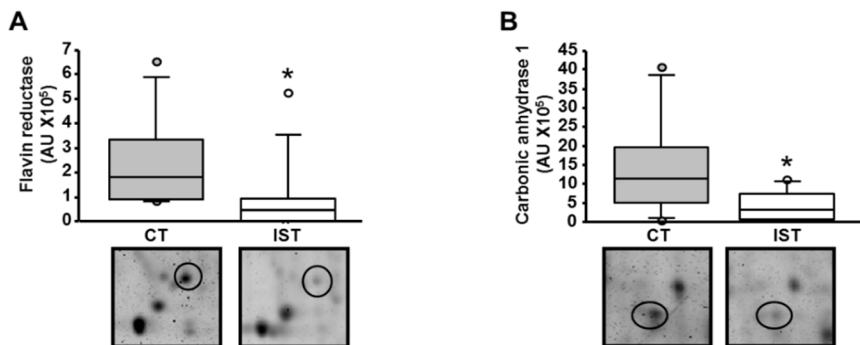 A
Flavin reductase
(AU X10⁵)
7
6
5
4
3
2
1
0
*
CT
IST
B
Carbonic anhydrase 1
(AU X10⁵)
45
40
35
30
25
20
15
10
5
0
*
CT
IST